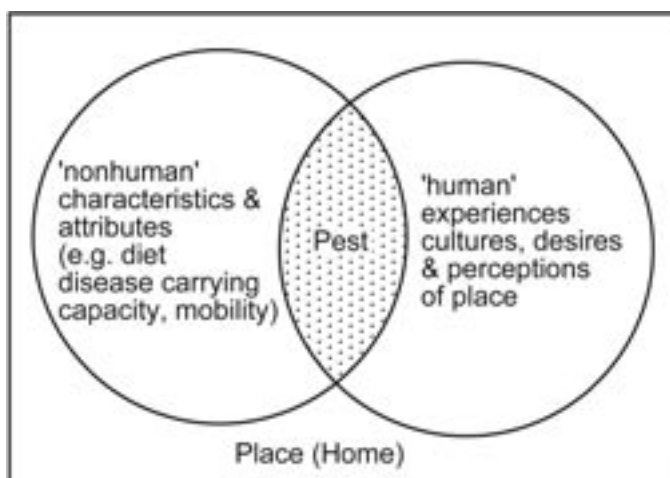 'nonhuman'
characteristics &
attributes
(e.g. diet
disease carrying
capacity, mobility)
Pest
'human'
experiences
cultures, desires
& perceptions
of place
Place (Home)